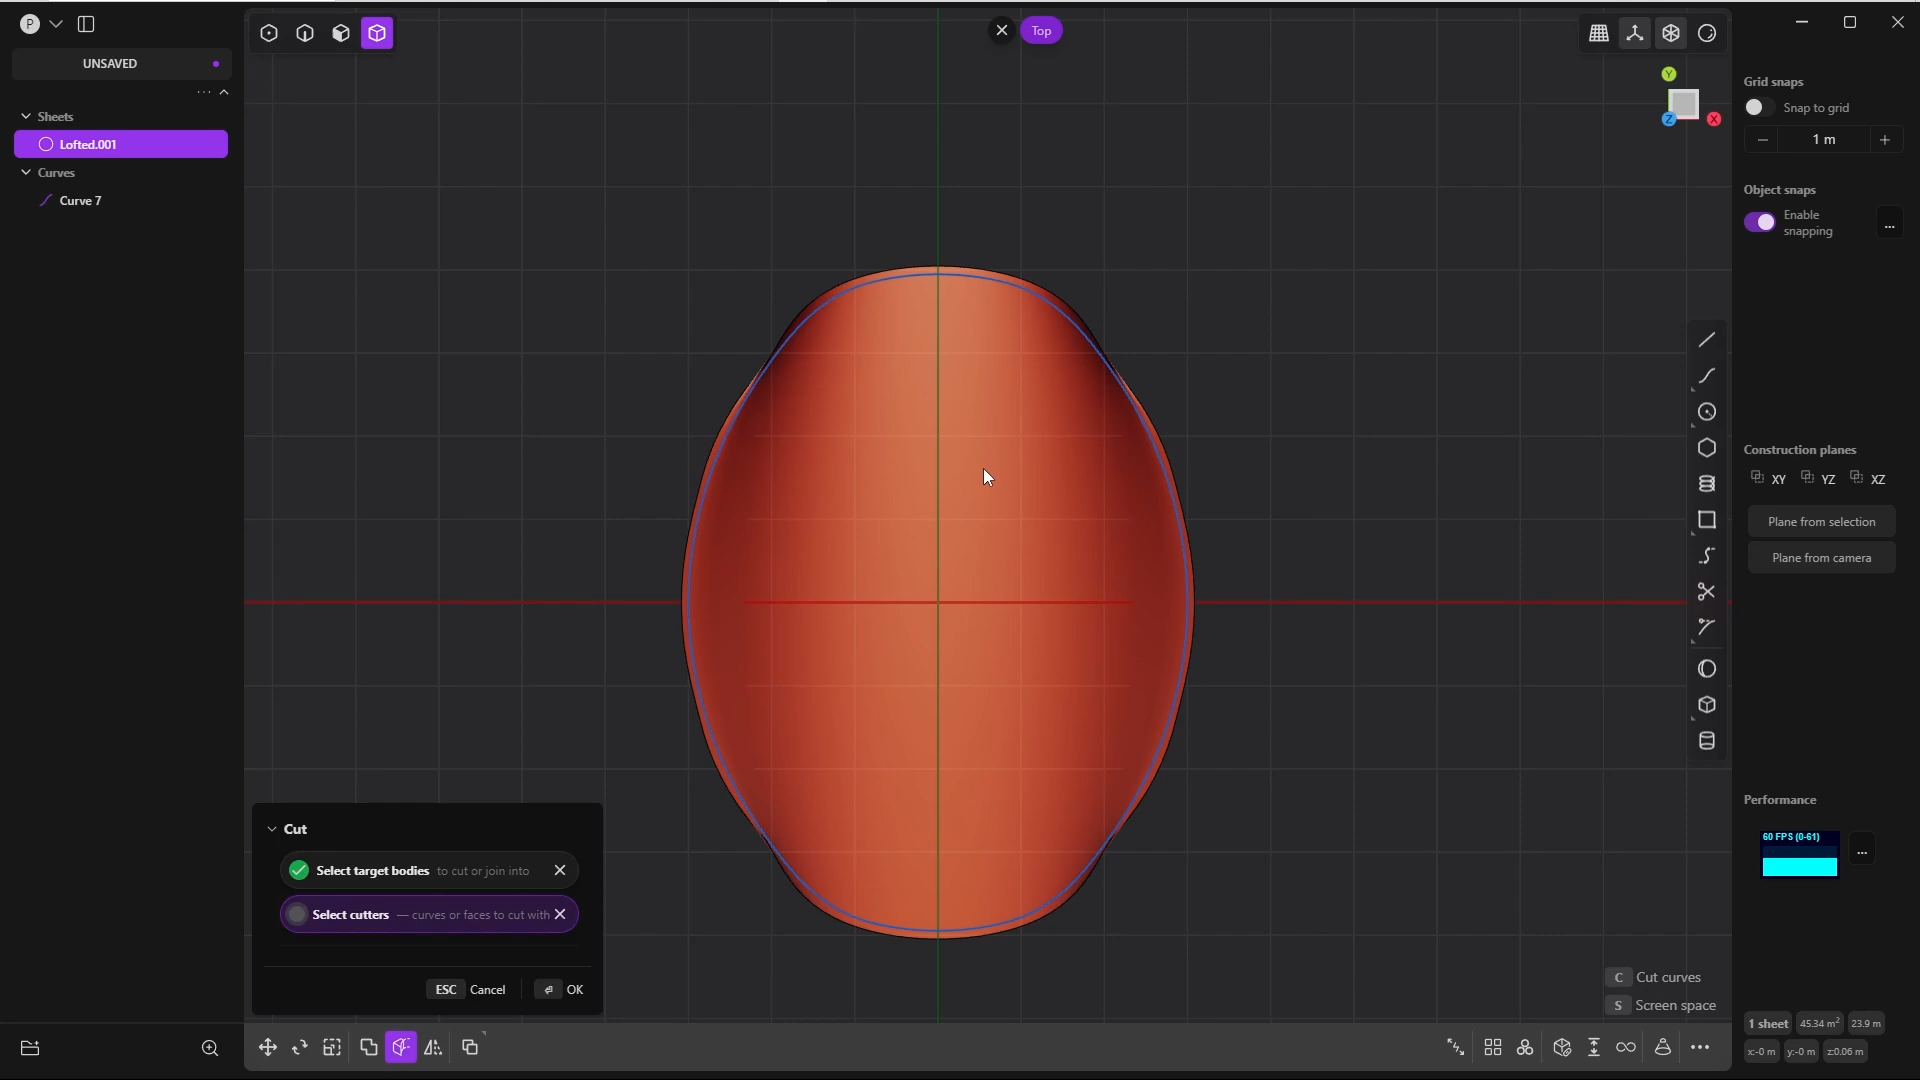 P
UNSAVED
···
Sheets
Lofted.001
Curves
Curve 7
Top
Y
Z
X
Grid snaps
Snap to grid
1 m
Object snaps
Enable snapping
...
Construction planes
XY YZ XZ
Plane from selection
Plane from camera
Performance
60 FPS (0-61)
...
Cut
Select target bodies to cut or join into
Select cutters — curves or faces to cut with
ESC Cancel
OK
C Cut curves
S Screen space
1 sheet 45.34 m² 23.9 m
x:-0 m y:-0 m z:0.06 m